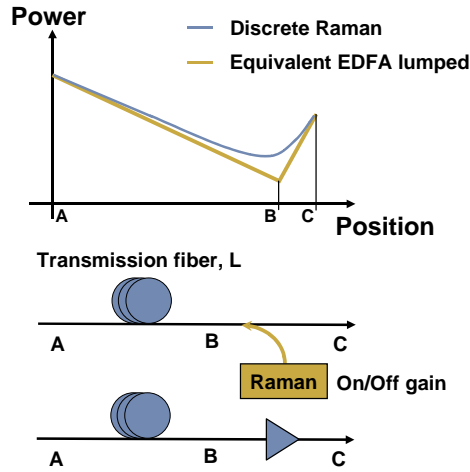 Power
Discrete Raman
Equivalent EDFA lumped
A
B
C
Position
Transmission fiber, L
A
B
C
Raman
On/Off gain
A
B
C